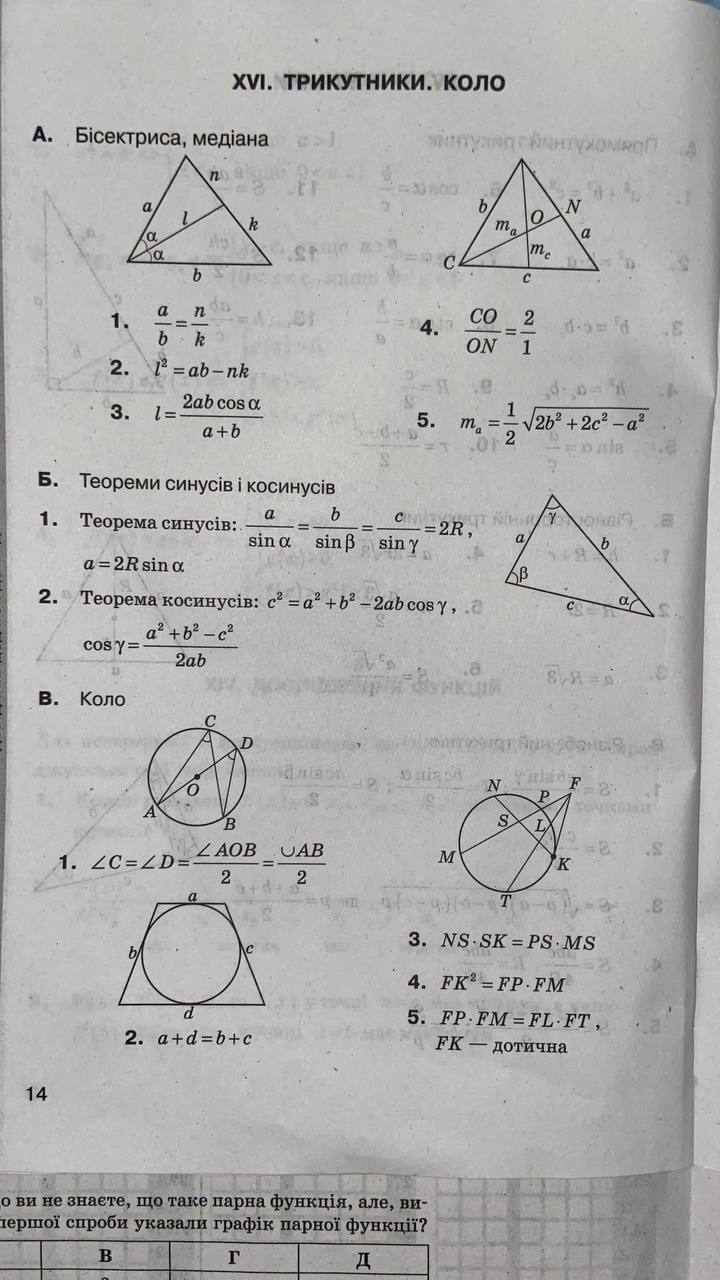 XVI. ТРИКУТНИКИ. КОЛО
А. Бісектриса, медіана
a
n
l
k
α
α
b
b
O
N
m_a
a
m_c
C
c
1. a/b = n/k
2. l² = ab – nk
3. l = 2ab cos α / (a + b)
4. CO/ON = 2/1
5. m_a = 1/2 √(2b² + 2c² – a²)
Б. Теореми синусів і косинусів
1. Теорема синусів: a/sin α = b/sin β = c/sin γ = 2R,
a = 2R sin α
2. Теорема косинусів: c² = a² + b² – 2ab cos γ,
cos γ = (a² + b² – c²)/2ab
γ
a
b
β
c
α
В. Коло
C
D
O
A
B
1. ∠C = ∠D = ∠AOB/2 = ∪AB/2
a
b
c
d
2. a + d = b + c
N
P
F
S
L
M
K
T
3. NS · SK = PS · MS
4. FK² = FP · FM
5. FP · FM = FL · FT,
FK — дотична
14
о ви не знаєте, що таке парна функція, але, ви-
першої спроби указали графік парної функції?
В Г Д